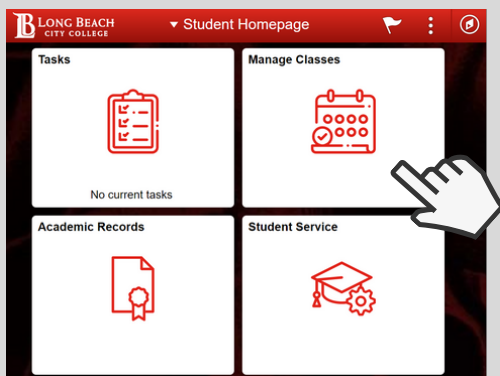 LONG BEACH
CITY COLLEGE
Student Homepage
Tasks
Manage Classes
No current tasks
Academic Records
Student Service